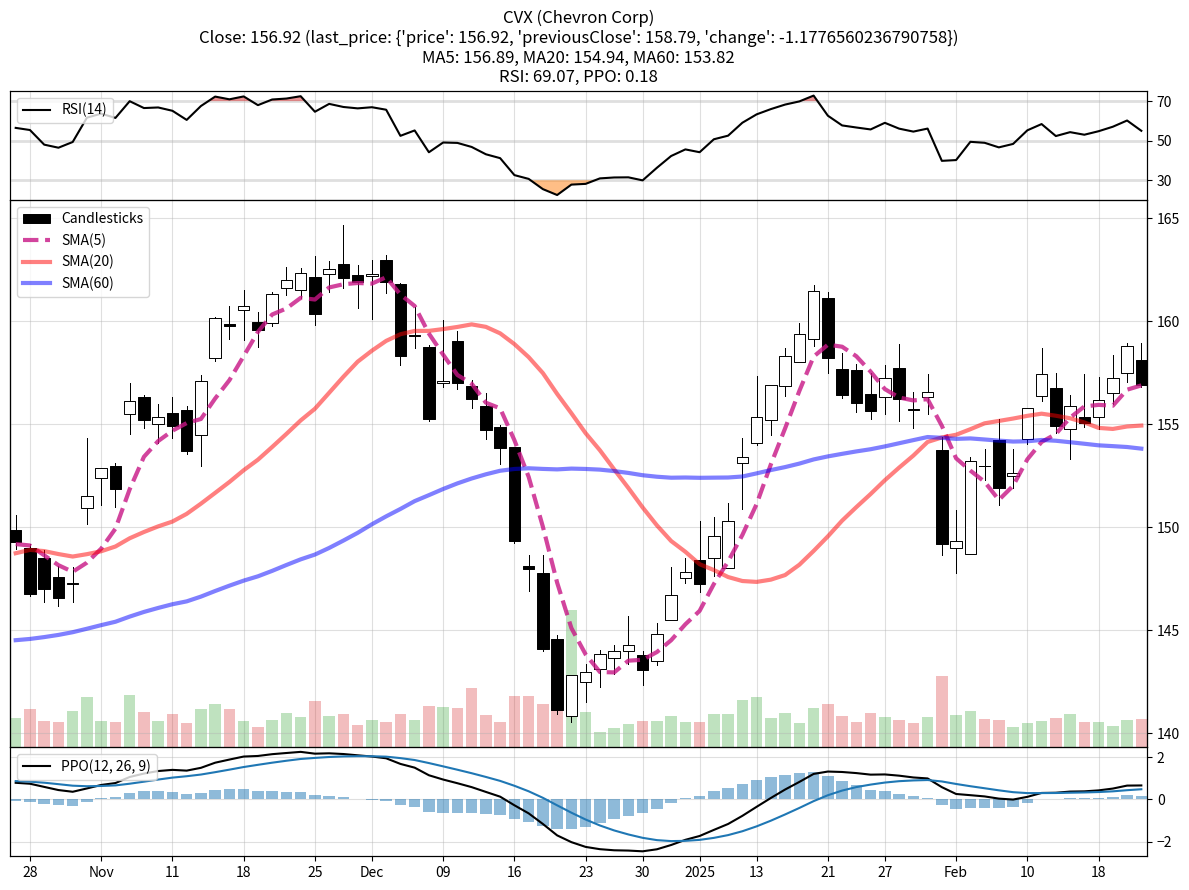 CVX (Chevron Corp)
Close: 156.92 (last_price: {'price': 156.92, 'previousClose': 158.79, 'change': -1.1776560236790758})
MA5: 156.89, MA20: 154.94, MA60: 153.82
RSI: 69.07, PPO: 0.18
RSI(14)
70
50
30
Candlesticks
SMA(5)
SMA(20)
SMA(60)
165
160
155
150
145
140
PPO(12, 26, 9)
2
0
−2
28 Nov 11 18 25 Dec 09 16 23 30 2025 13 21 27 Feb 10 18